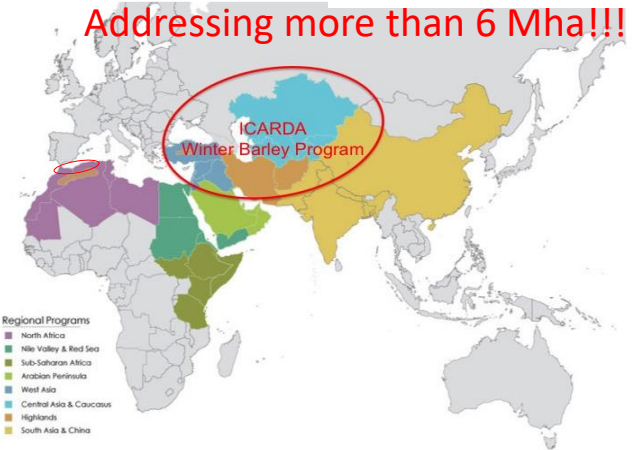 Addressing more than 6 Mha!!!
ICARDA
Winter Barley Program
Regional Programs
North Africa
Nile Valley & Red Sea
Sub-Saharan Africa
Arabian Peninsula
West Asia
Central Asia & Caucasus
Highlands
South Asia & China